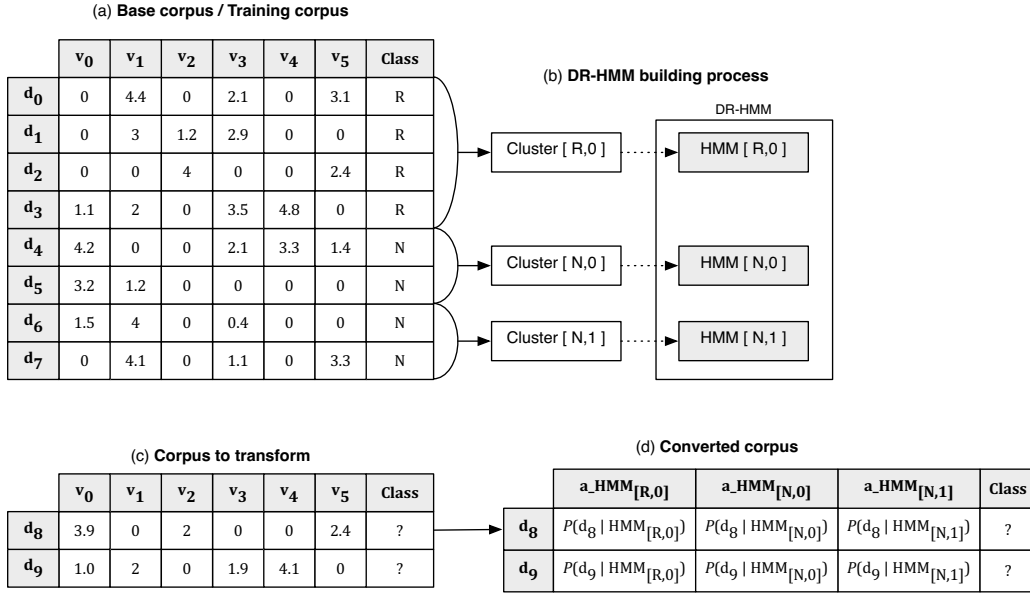 (a) Base corpus / Training corpus
v0 v1 v2 v3 v4 v5 Class
d0 0 4.4 0 2.1 0 3.1 R
d1 0 3 1.2 2.9 0 0 R
d2 0 0 4 0 0 2.4 R
d3 1.1 2 0 3.5 4.8 0 R
d4 4.2 0 0 2.1 3.3 1.4 N
d5 3.2 1.2 0 0 0 0 N
d6 1.5 4 0 0.4 0 0 N
d7 0 4.1 0 1.1 0 3.3 N
(b) DR-HMM building process
DR-HMM
Cluster [ R,0 ] HMM [ R,0 ]
Cluster [ N,0 ] HMM [ N,0 ]
Cluster [ N,1 ] HMM [ N,1 ]
(c) Corpus to transform
v0 v1 v2 v3 v4 v5 Class
d8 3.9 0 2 0 0 2.4 ?
d9 1.0 2 0 1.9 4.1 0 ?
(d) Converted corpus
a_HMM[R,0] a_HMM[N,0] a_HMM[N,1] Class
d8 P(d8 | HMM[R,0]) P(d8 | HMM[N,0]) P(d8 | HMM[N,1]) ?
d9 P(d9 | HMM[R,0]) P(d9 | HMM[N,0]) P(d9 | HMM[N,1]) ?